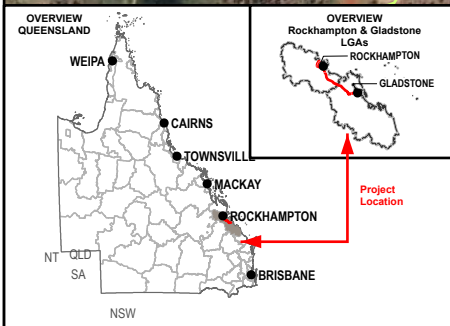 OVERVIEW
QUEENSLAND
WEIPA
CAIRNS
TOWNSVILLE
MACKAY
ROCKHAMPTON
BRISBANE
NT
QLD
SA
NSW
OVERVIEW
Rockhampton & Gladstone
LGAs
ROCKHAMPTON
GLADSTONE
Project
Location